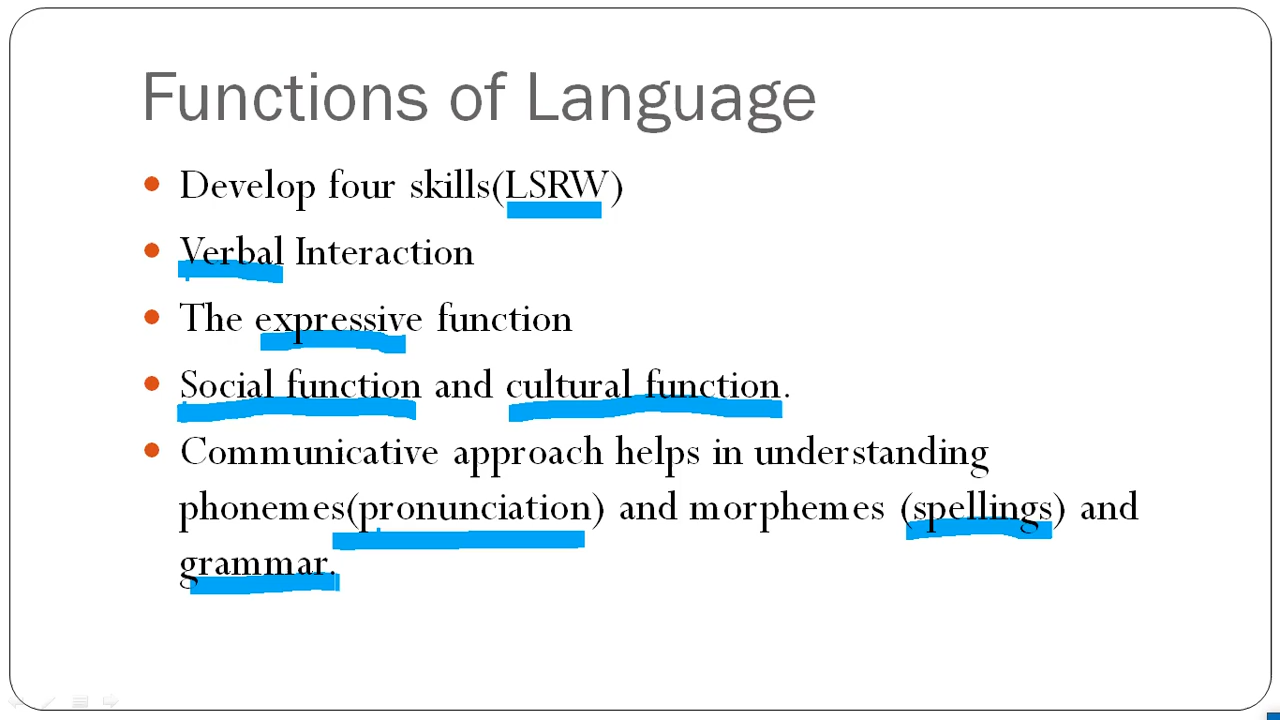 Functions of Language
Develop four skills(LSRW)
Verbal Interaction
The expressive function
Social function and cultural function.
Communicative approach helps in understanding
phonemes(pronunciation) and morphemes (spellings) and
grammar.